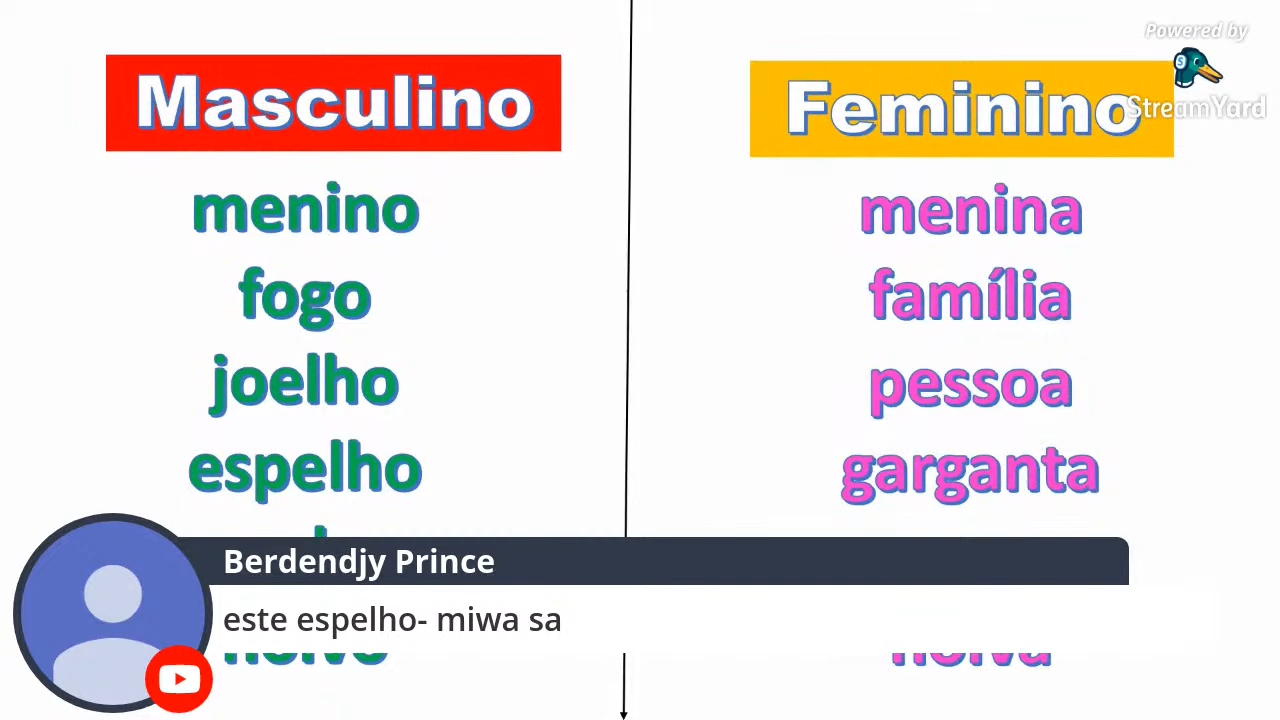 Powered by
StreamYard
Masculino
Feminino
menino
menina
fogo
família
joelho
pessoa
espelho
garganta
Berdendjy Prince
este espelho- miwa sa